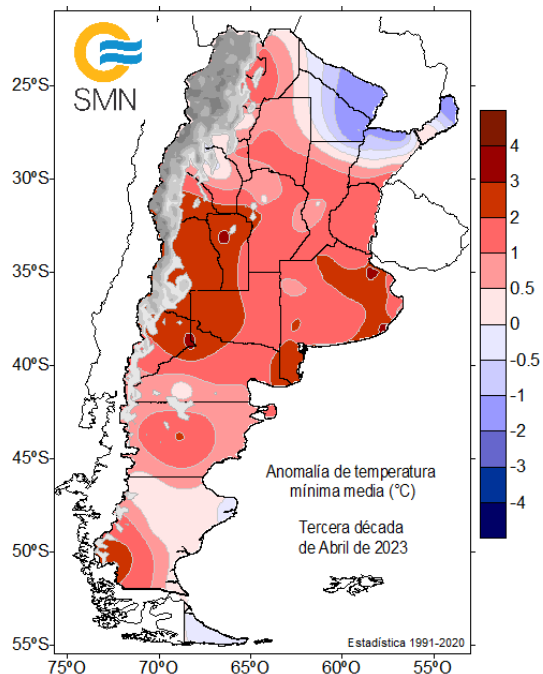 SMN
25°S
30°S
35°S
40°S
45°S
50°S
55°S
75°O
70°O
65°O
60°O
55°O
4
3
2
1
0.5
0
-0.5
-1
-2
-3
-4
Anomalía de temperatura
mínima media (°C)
Tercera década
de Abril de 2023
Estadística 1991-2020